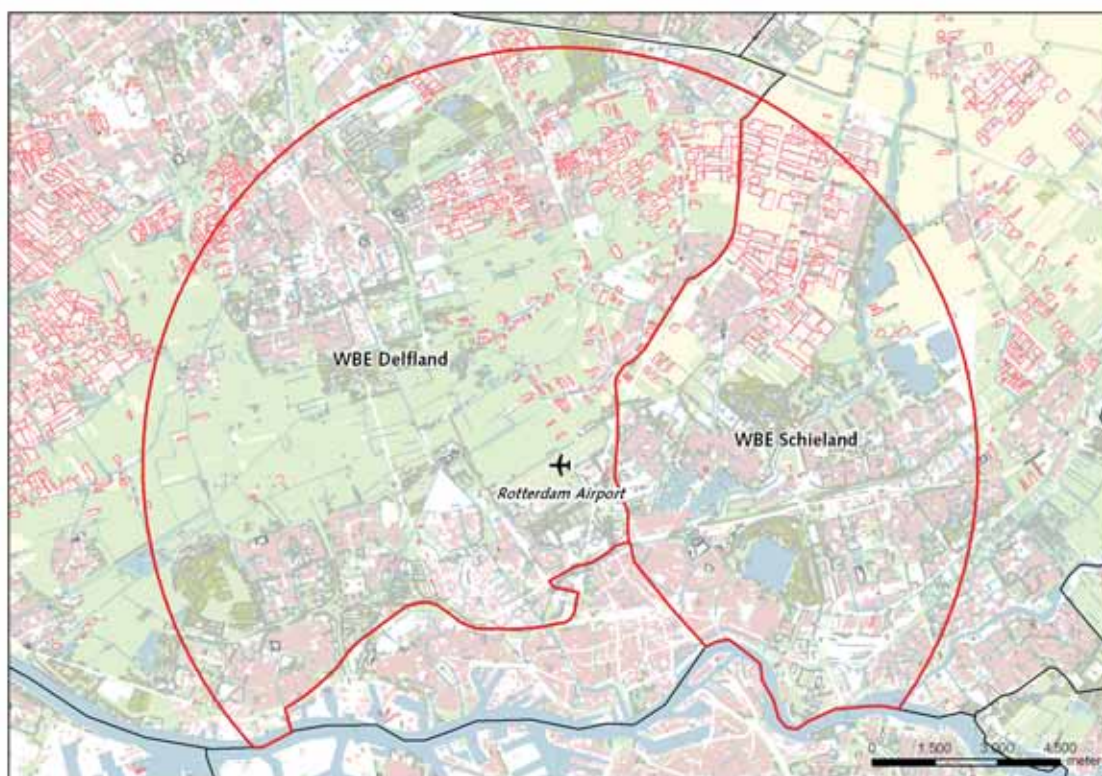 WBE Delfland
WBE Schieland
Rotterdam Airport
0 1.500 3.000 4.500
meter